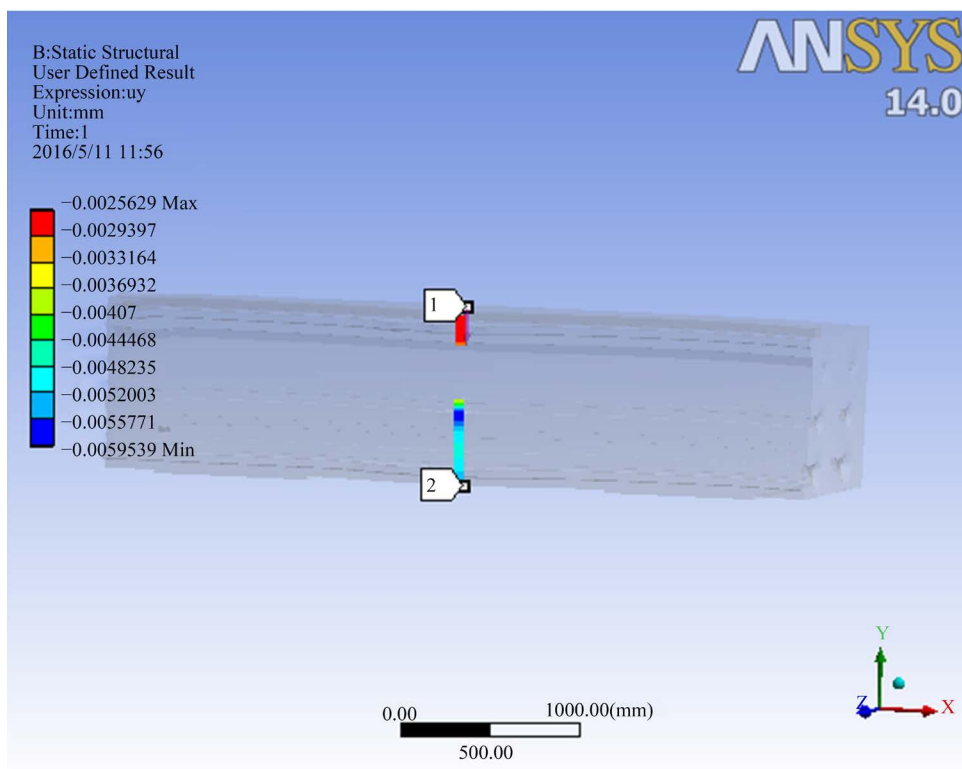 B:Static Structural
User Defined Result
Expression:uy
Unit:mm
Time:1
2016/5/11 11:56
ANSYS
14.0
−0.0025629 Max
−0.0029397
−0.0033164
−0.0036932
−0.00407
−0.0044468
−0.0048235
−0.0052003
−0.0055771
−0.0059539 Min
1
2
Y
Z
X
0.00
1000.00(mm)
500.00